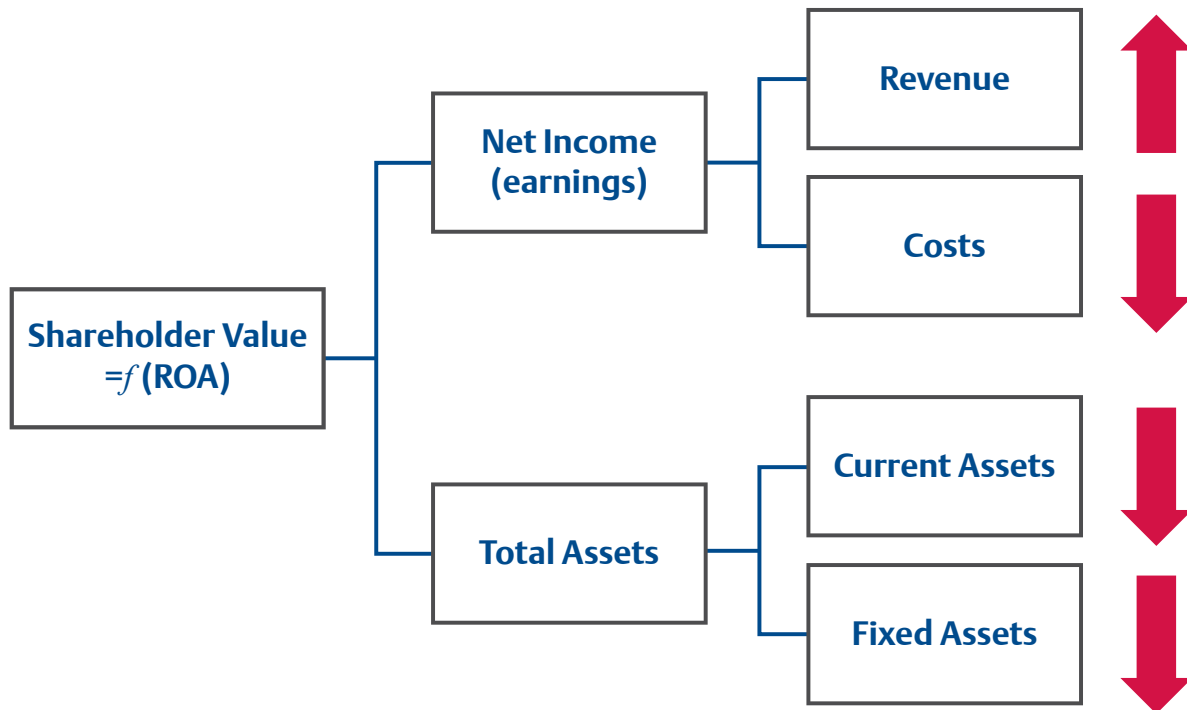 Revenue
Net Income
(earnings)
Costs
Shareholder Value
=f (ROA)
Current Assets
Total Assets
Fixed Assets